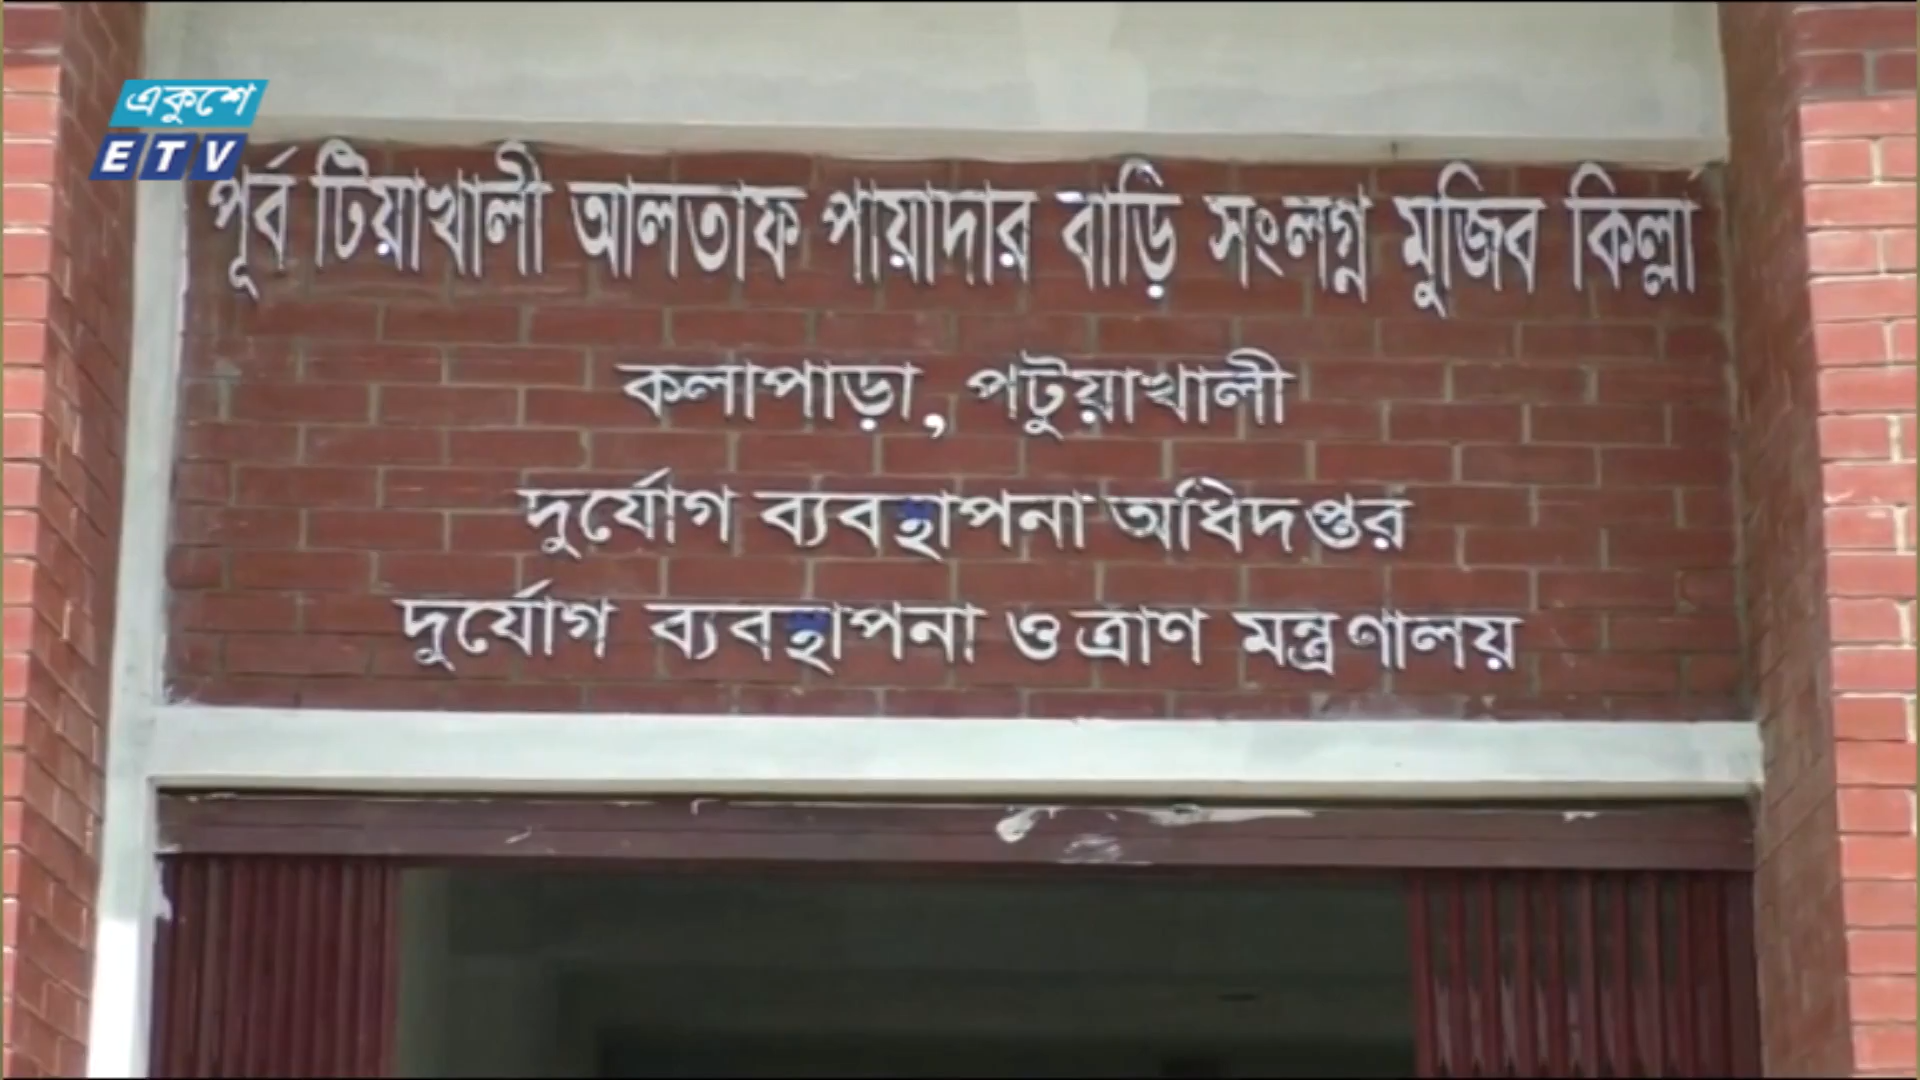 একুশে
ETV
পূর্ব টিয়াখালী আলতাফ পায়াদার বাড়ি সংলগ্ন মুজিব কিল্লা
কলাপাড়া, পটুয়াখালী
দুর্যোগ ব্যবস্থাপনা অধিদপ্তর
দুর্যোগ ব্যবস্থাপনা ও ত্রাণ মন্ত্রণালয়